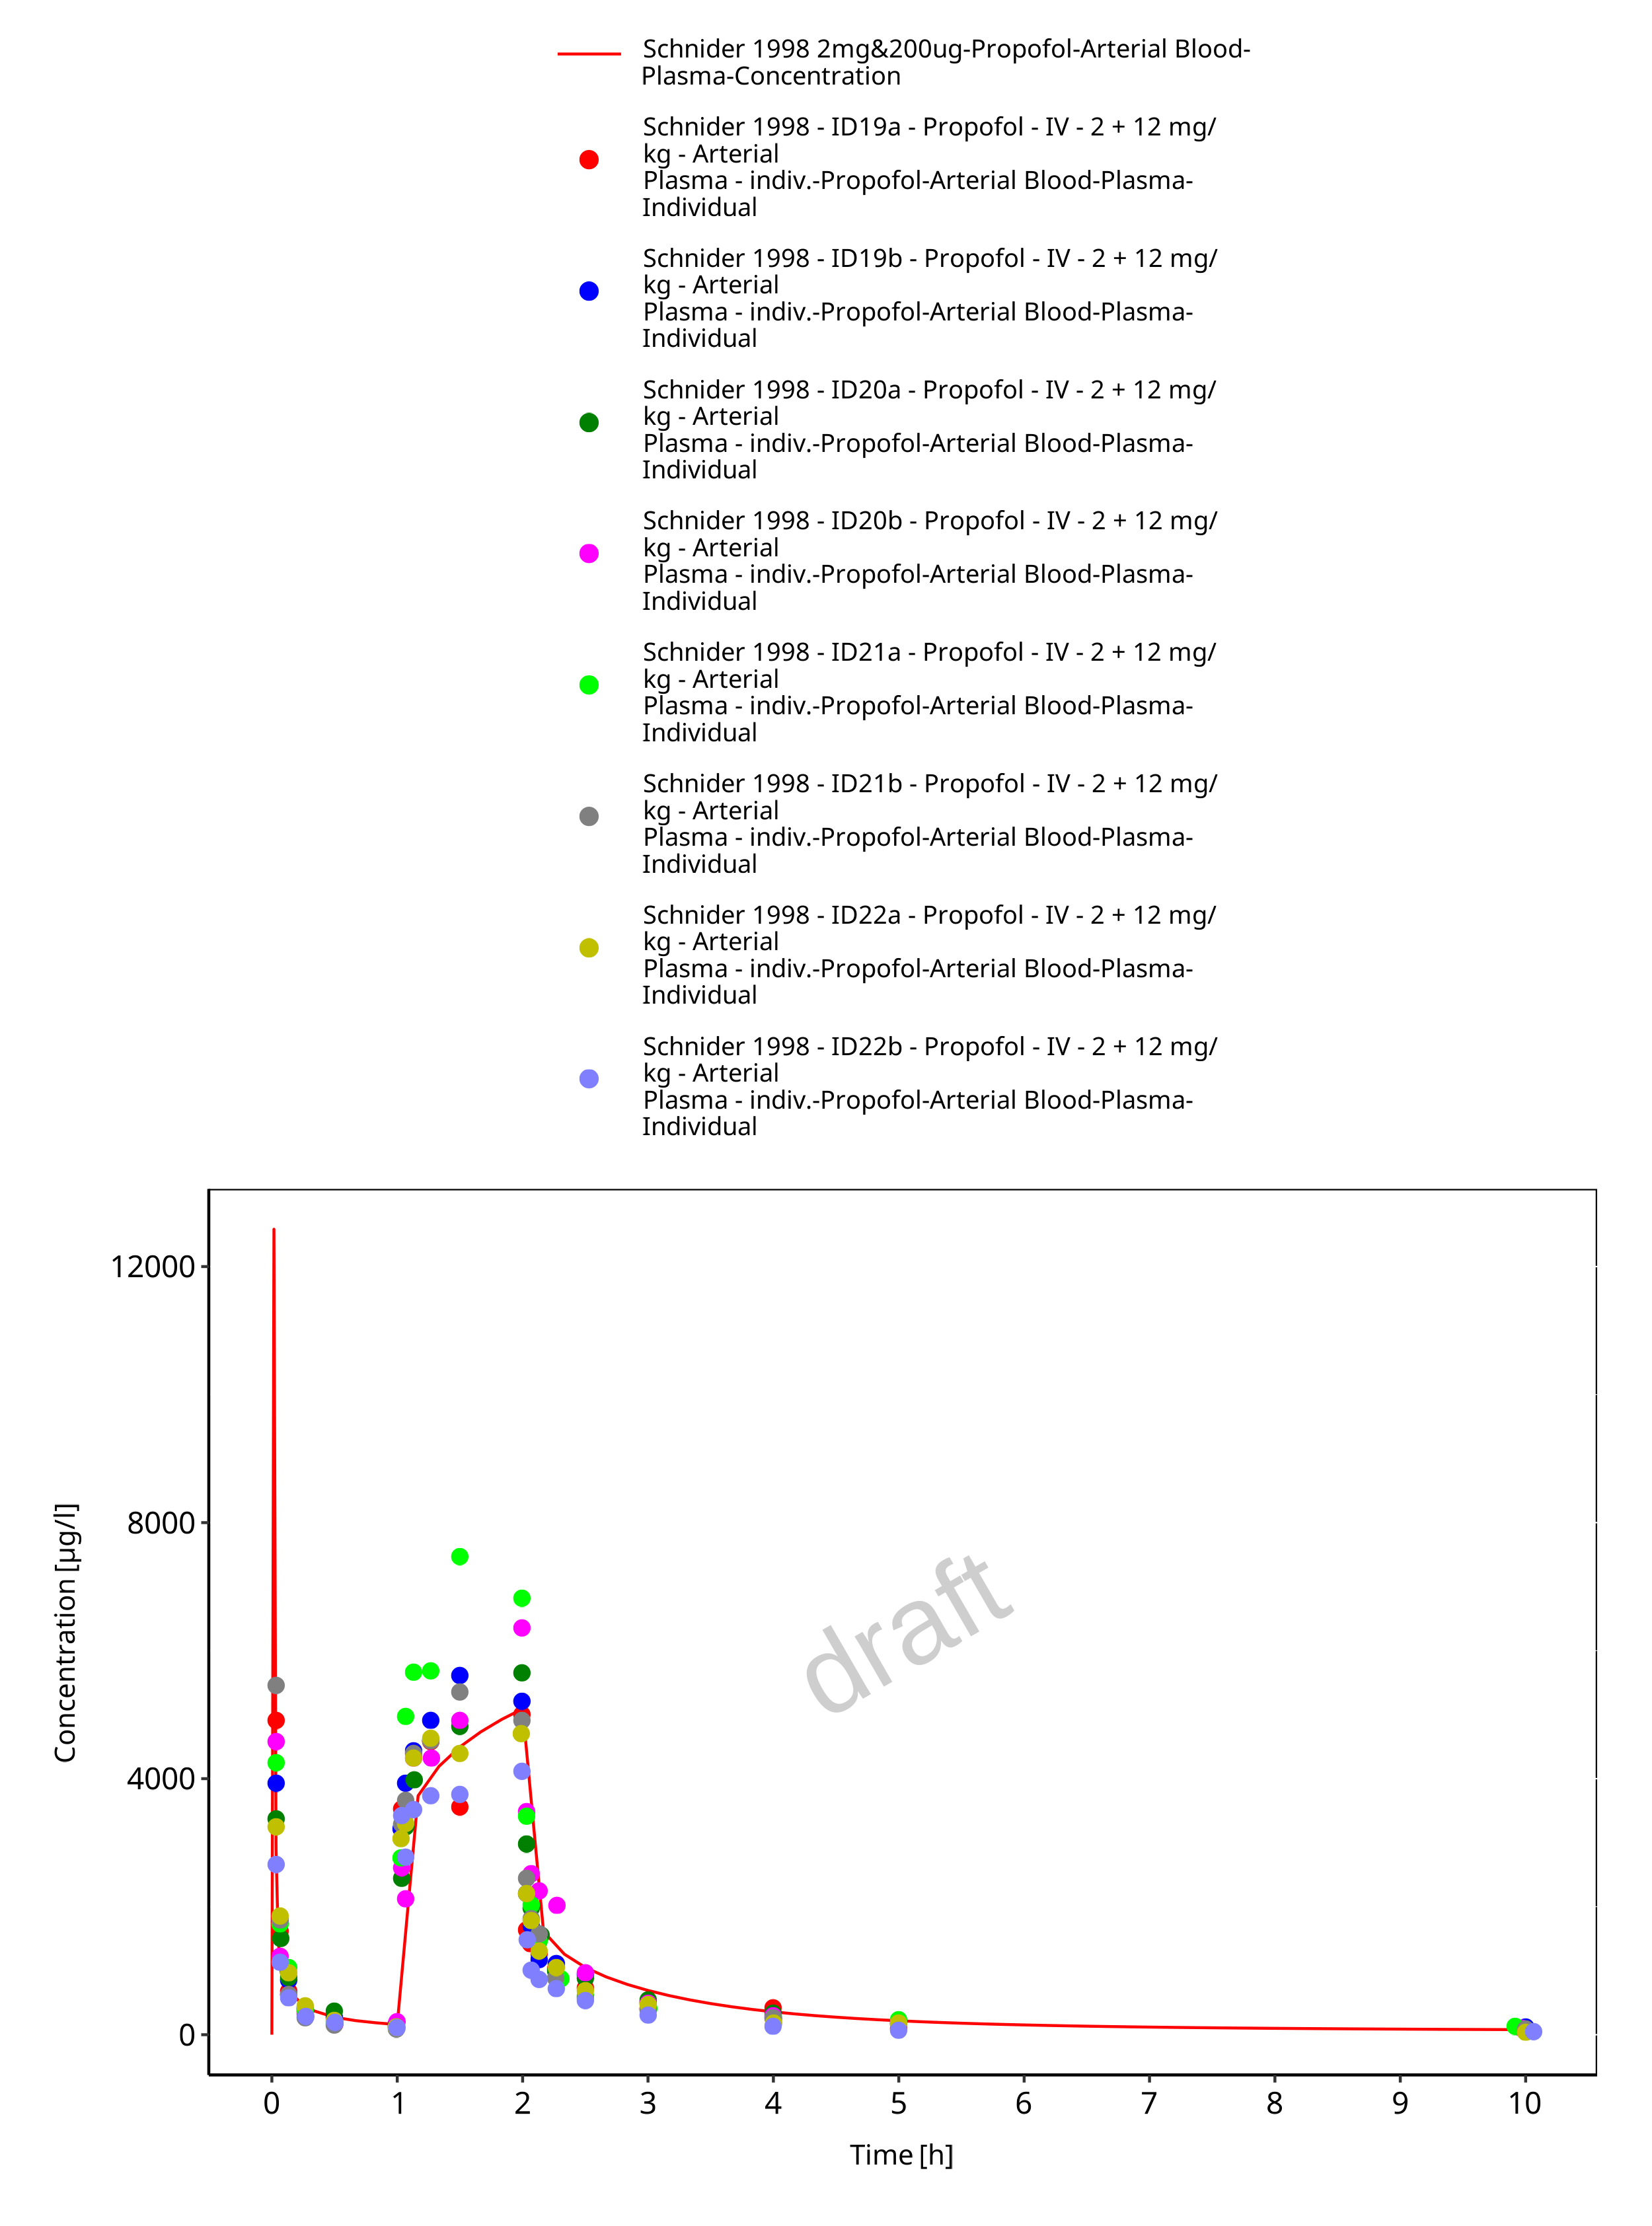 Schnider 1998 2mg&200ug-Propofol-Arterial Blood-
Plasma-Concentration
Schnider 1998 - ID19a - Propofol - IV - 2 + 12 mg/
kg - Arterial
Plasma - indiv.-Propofol-Arterial Blood-Plasma-
Individual
Schnider 1998 - ID19b - Propofol - IV - 2 + 12 mg/
kg - Arterial
Plasma - indiv.-Propofol-Arterial Blood-Plasma-
Individual
Schnider 1998 - ID20a - Propofol - IV - 2 + 12 mg/
kg - Arterial
Plasma - indiv.-Propofol-Arterial Blood-Plasma-
Individual
Schnider 1998 - ID20b - Propofol - IV - 2 + 12 mg/
kg - Arterial
Plasma - indiv.-Propofol-Arterial Blood-Plasma-
Individual
Schnider 1998 - ID21a - Propofol - IV - 2 + 12 mg/
kg - Arterial
Plasma - indiv.-Propofol-Arterial Blood-Plasma-
Individual
Schnider 1998 - ID21b - Propofol - IV - 2 + 12 mg/
kg - Arterial
Plasma - indiv.-Propofol-Arterial Blood-Plasma-
Individual
Schnider 1998 - ID22a - Propofol - IV - 2 + 12 mg/
kg - Arterial
Plasma - indiv.-Propofol-Arterial Blood-Plasma-
Individual
Schnider 1998 - ID22b - Propofol - IV - 2 + 12 mg/
kg - Arterial
Plasma - indiv.-Propofol-Arterial Blood-Plasma-
Individual
12000
8000
4000
0
Concentration [µg/l]
draft
0 1 2 3 4 5 6 7 8 9 10
Time [h]